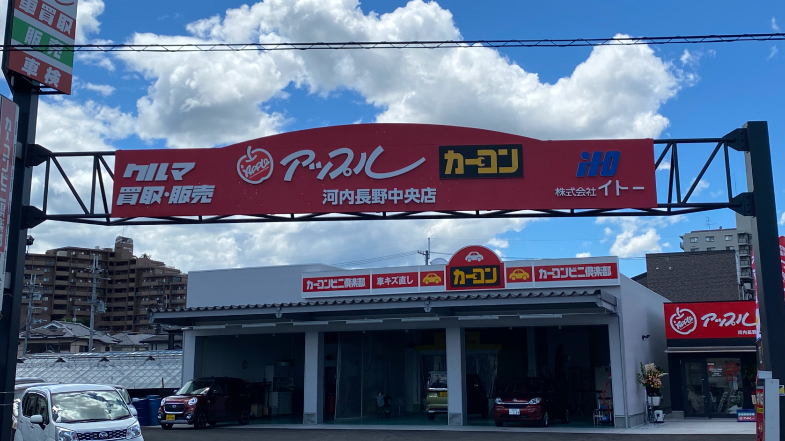 車買取
販売
車検
クルマ
買取・販売
Apple
アップル
河内長野中央店
カーコン
株式会社イトー
カーコンビニ倶楽部
車キズ直し
カーコン
カーコンビニ倶楽部
アップル